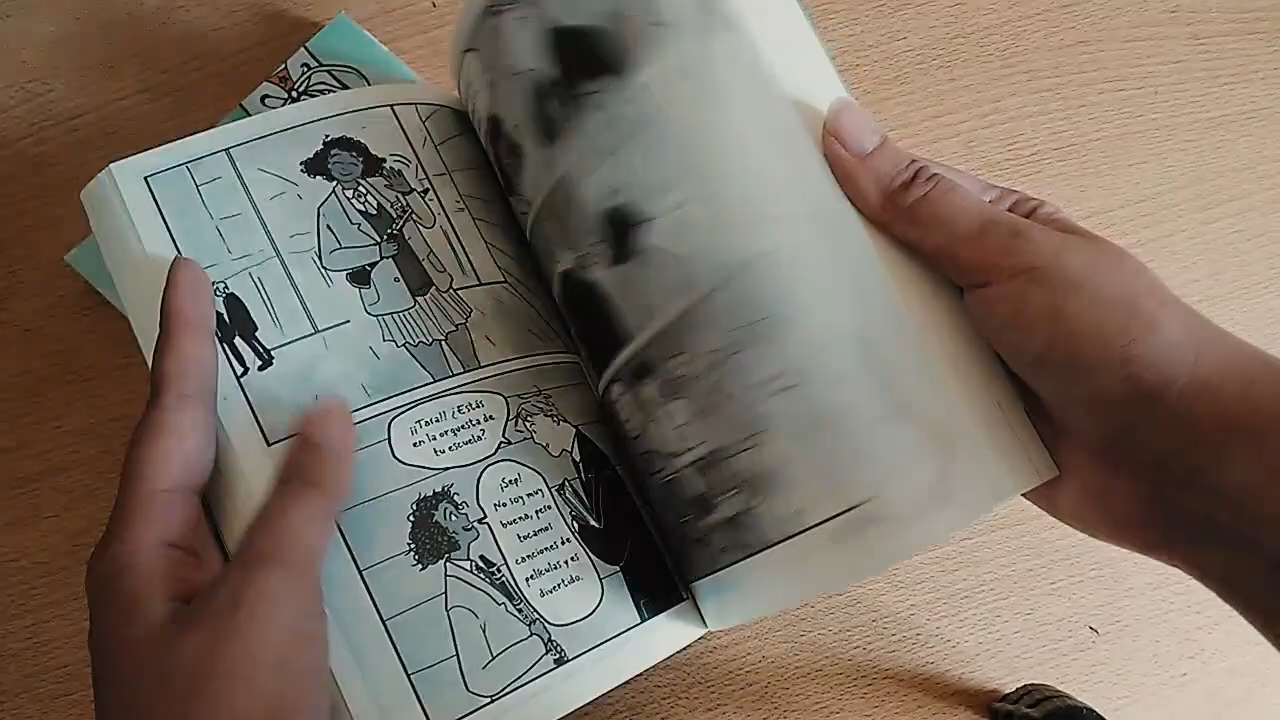 ¡¡Tara!! ¿Estás
en la orquesta de
tu escuela?
¡Sep!
No soy muy
buena, pero
tocamos
canciones de
películas y es
divertido.